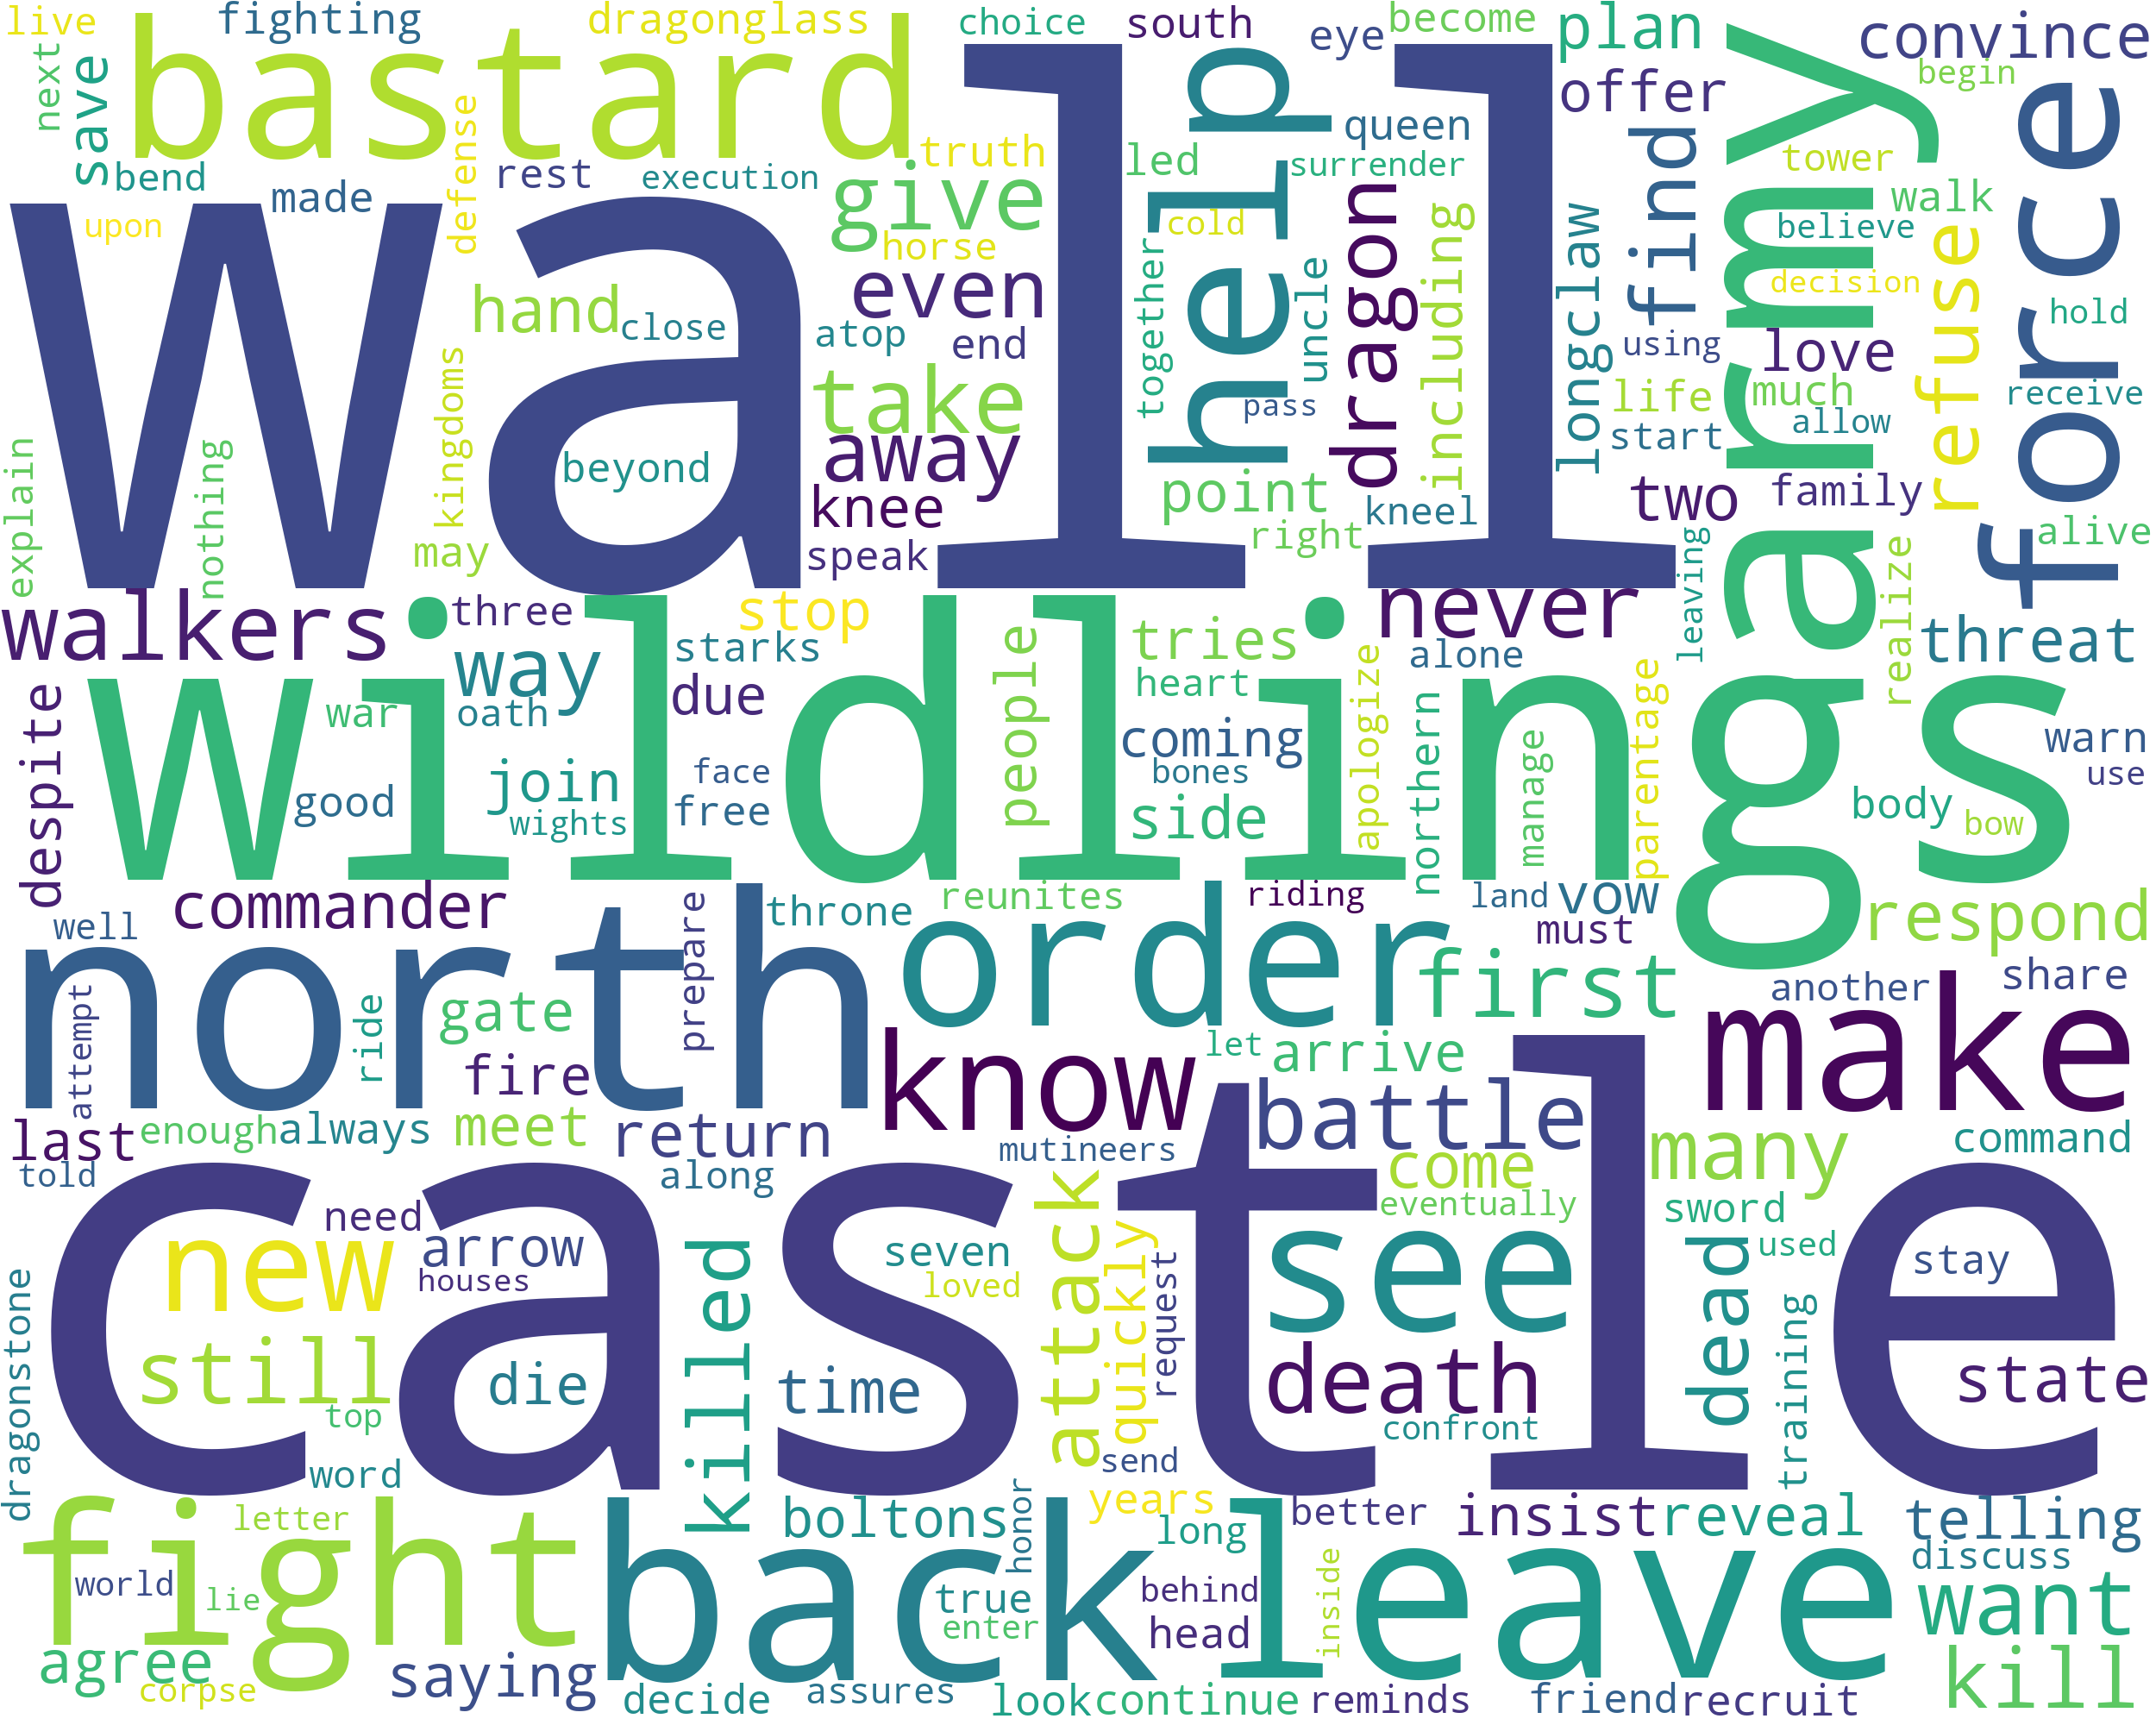 live
fighting
dragonglass
choice
south
eye
become
plan
convince
next
save
bastard
help
offer
begin
army
force
bend
made
defense
rest
execution
truth
give
led
queen
surrender
find
tower
walk
upon
wall
horse
cold
dragon
including
longclaw
believe
refuse
hand
close
even
atop
end
together
uncle
decision
using
love
hold
kingdoms
take
pass
life
much
receive
start
allow
explain
nothing
beyond
away
knee
point
kneel
two
family
may
speak
right
leaving
alive
realize
walkers
three
stop
never
threat
despite
wildlings
way
starks
people
tries
alone
due
heart
apologize
northern
parentage
war
oath
coming
manage
warn
good
join
face
bones
use
free
side
body
wights
bow
commander
throne
reunites
riding
land
vow
respond
well
north
prepare
order
must
first
another
share
attempt
ride
gate
know
let
arrive
make
fire
last
enough
always
meet
return
mutineers
battle
many
command
told
along
attack
come
castle
need
eventually
sword
new
arrow
killed
seven
quickly
request
see
dead
used
stay
dragonstone
houses
loved
training
still
die
time
death
state
top
confront
word
send
fight
letter
boltons
honor
years
better
insist
reveal
telling
back
long
leave
discuss
world
lie
true
behind
inside
want
enter
head
agree
saying
kill
corpse
decide
assures
look
continue
reminds
friend
recruit